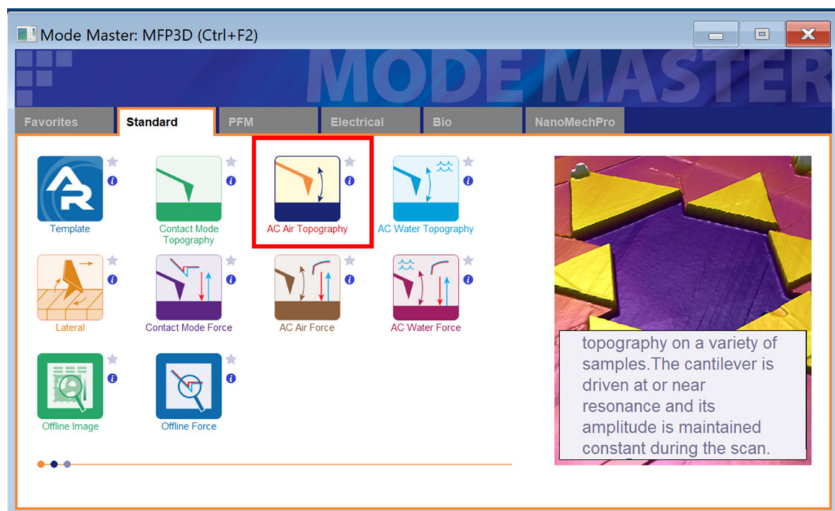 Mode Master: MFP3D (Ctrl+F2)
MODE MASTER
Favorites
Standard
PFM
Electrical
Bio
NanoMechPro
Template
Contact Mode
Topography
AC Air Topography
AC Water Topography
Lateral
Contact Mode Force
AC Air Force
AC Water Force
Offline Image
Offline Force
topography on a variety of
samples.The cantilever is
driven at or near
resonance and its
amplitude is maintained
constant during the scan.